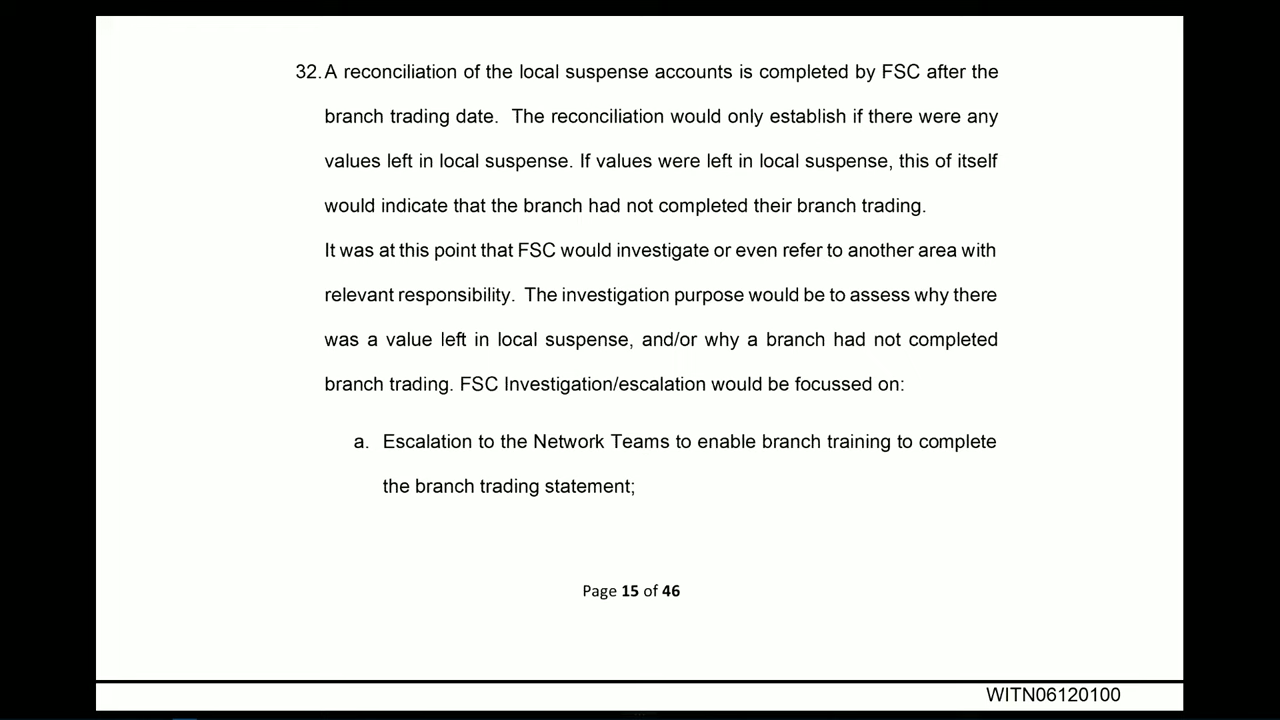 32. A reconciliation of the local suspense accounts is completed by FSC after the
branch trading date. The reconciliation would only establish if there were any
values left in local suspense. If values were left in local suspense, this of itself
would indicate that the branch had not completed their branch trading.
It was at this point that FSC would investigate or even refer to another area with
relevant responsibility. The investigation purpose would be to assess why there
was a value left in local suspense, and/or why a branch had not completed
branch trading. FSC Investigation/escalation would be focussed on:
a. Escalation to the Network Teams to enable branch training to complete
the branch trading statement;
Page 15 of 46
WITN06120100